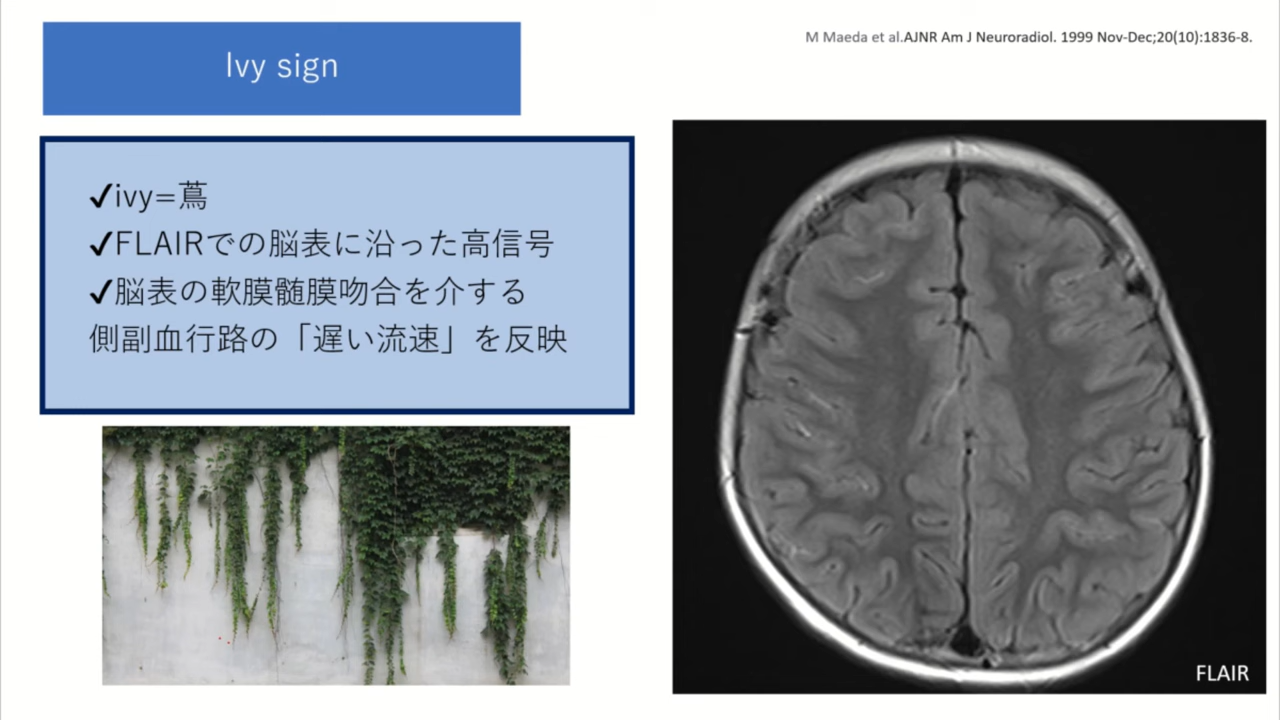 Ivy sign
M Maeda et al.AJNR Am J Neuroradiol. 1999 Nov-Dec;20(10):1836-8.
✓ivy=蔦
✓FLAIRでの脳表に沿った高信号
✓脳表の軟膜髄膜吻合を介する
側副血行路の「遅い流速」を反映
FLAIR